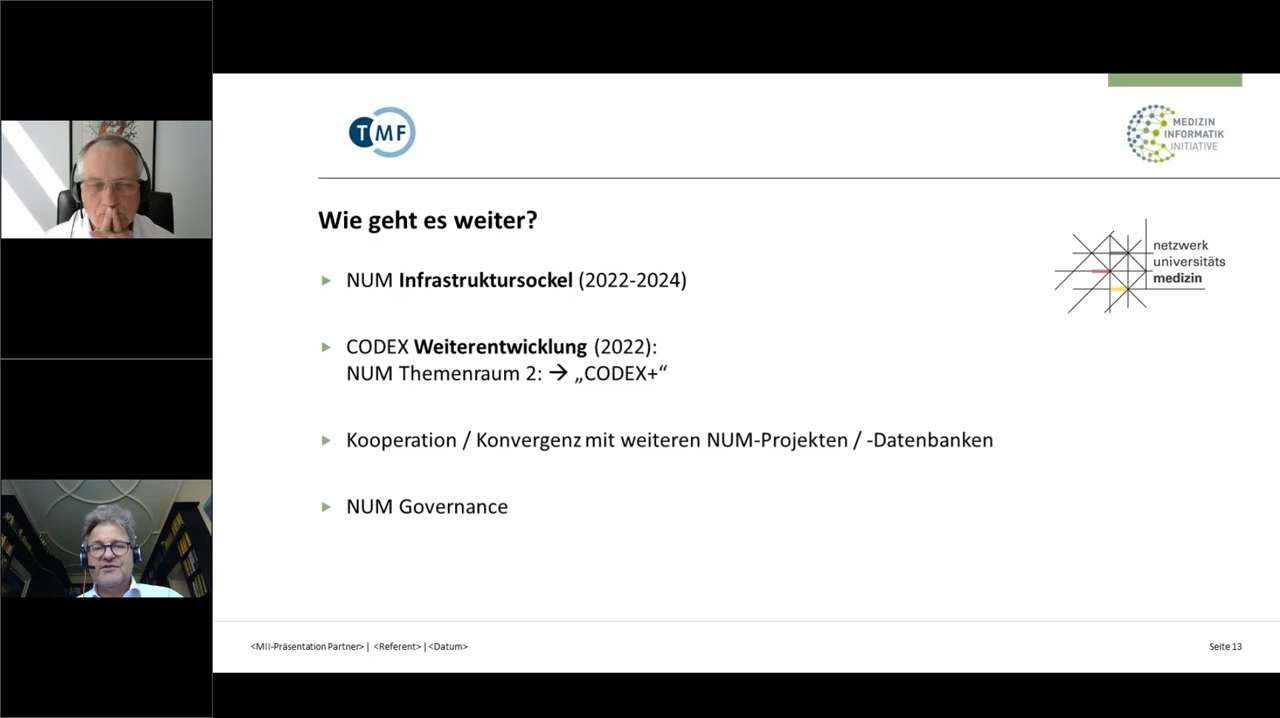 TMF
MEDIZIN
INFORMATIK
INITIATIVE
Wie geht es weiter?
netzwerk
universitäts
medizin
► NUM Infrastruktursockel (2022-2024)
► CODEX Weiterentwicklung (2022):
NUM Themenraum 2: → „CODEX+“
► Kooperation / Konvergenz mit weiteren NUM-Projekten / -Datenbanken
► NUM Governance
<MII-Präsentation Partner> | <Referent> | <Datum>
Seite 13